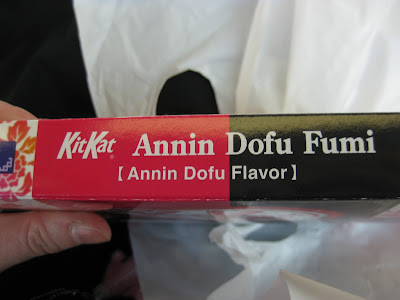 KitKat® Annin Dofu Fumi
【Annin Dofu Flavor】